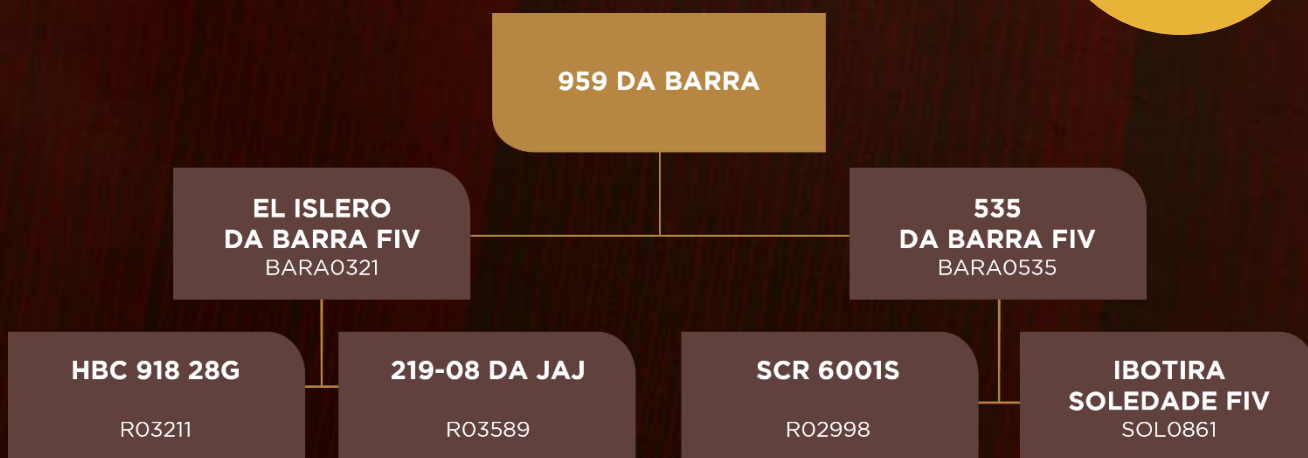 959 DA BARRA
EL ISLERO
DA BARRA FIV
BARA0321
535
DA BARRA FIV
BARA0535
HBC 918 28G
R03211
219-08 DA JAJ
R03589
SCR 6001S
R02998
IBOTIRA
SOLEDADE FIV
SOL0861